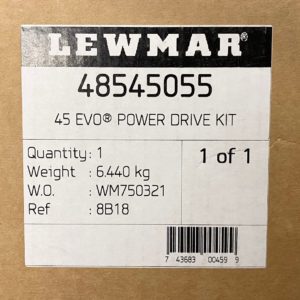 LEWMAR®
48545055
45 EVO® POWER DRIVE KIT
Quantity: 1
Weight : 6.440 kg
W.O. : WM750321
Ref : 8B18
1 of 1
7 43683 00459 9